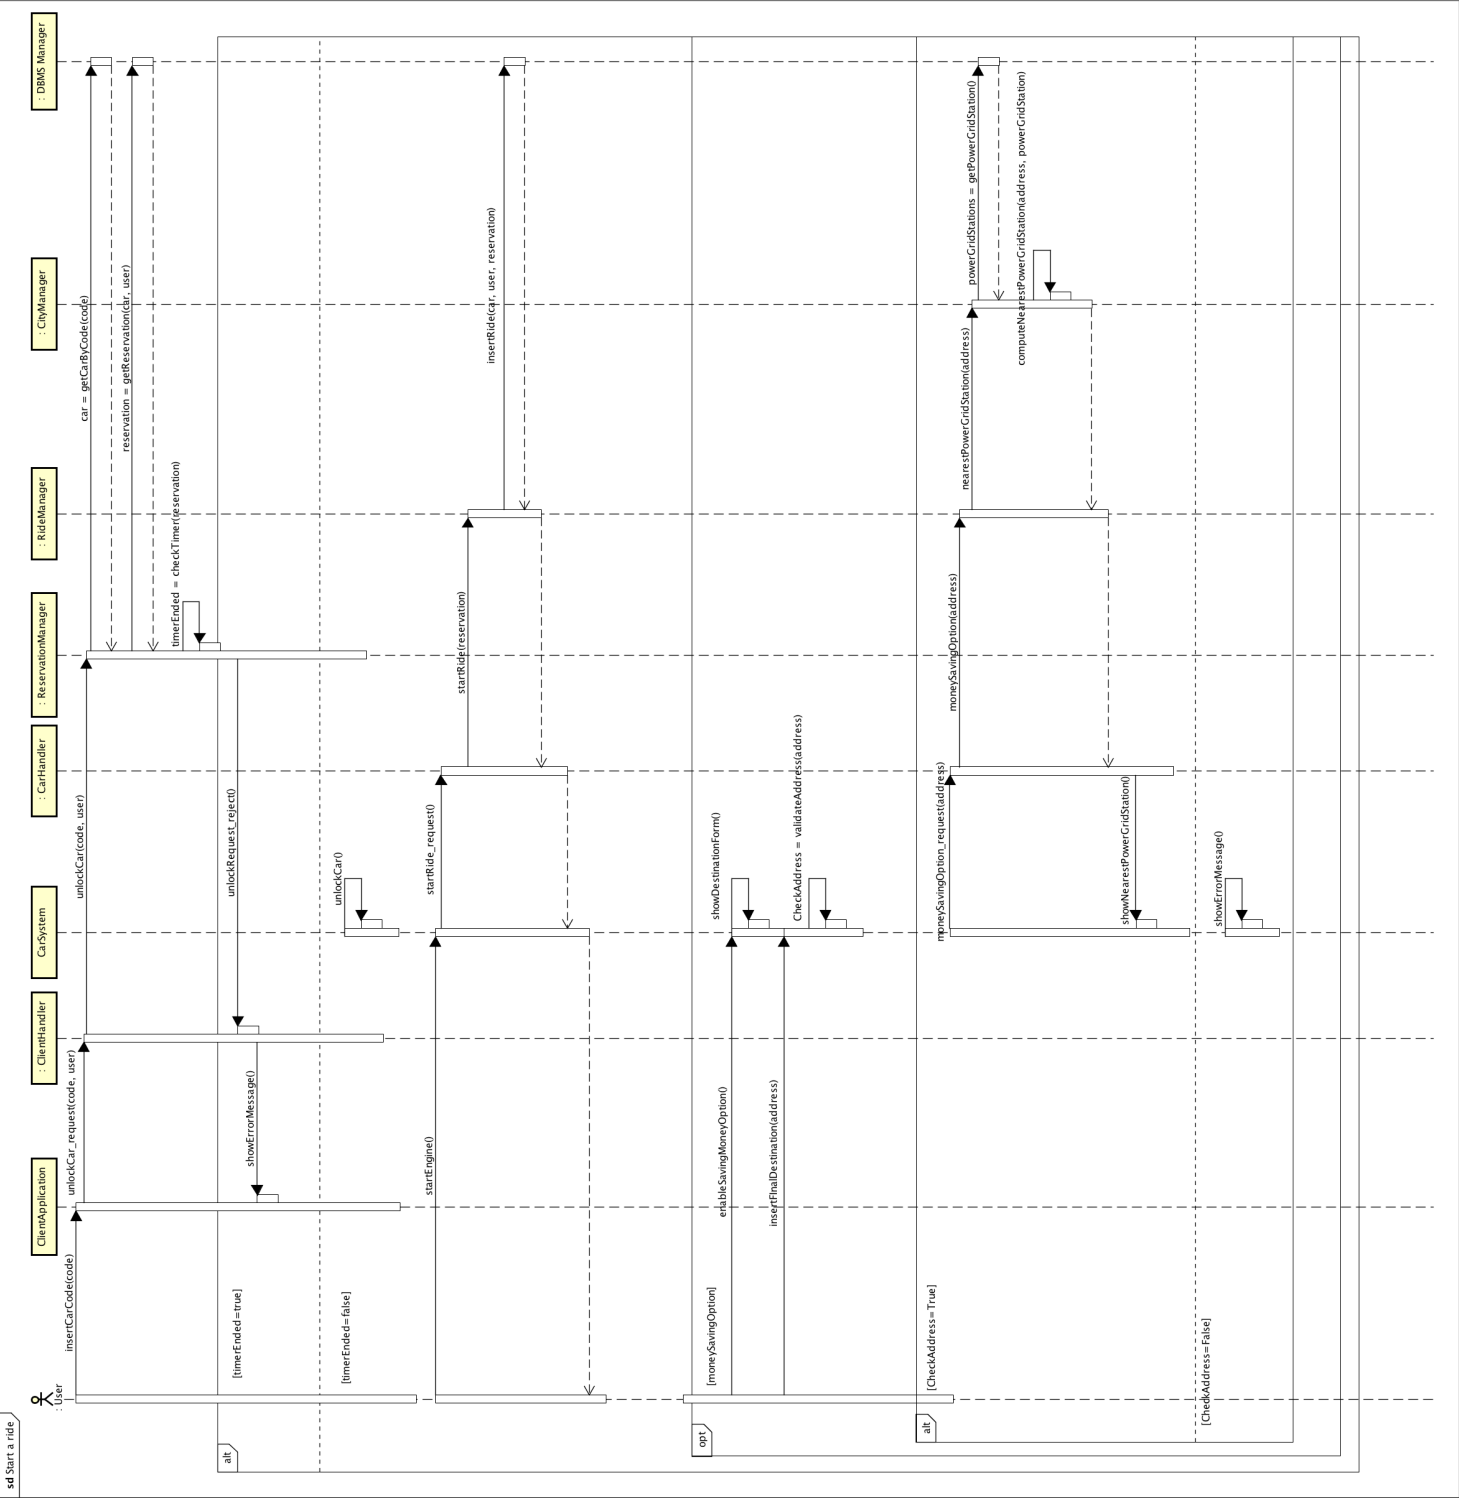 sd Start a ride
: User
ClientApplication
: ClientHandler
CarSystem
: CarHandler
: ReservationManager
: RideManager
: CityManager
: DBMS Manager
insertCarCode(code)
unlockCar_request(code, user)
unlockCar(code, user)
car = getCarByCode(code)
reservation = getReservation(car, user)
timerEnded = checkTimer(reservation)
alt
[timerEnded=true]
unlockRequest_reject()
showErrorMessage()
[timerEnded=false]
unlockCar()
startEngine()
startRide_request()
startRide(reservation)
insertRide(car, user, reservation)
opt
[moneySavingOption]
enableSavingMoneyOption()
showDestinationForm()
insertFInalDestination(address)
CheckAddress = validateAddress(address)
alt
[CheckAddress=True]
moneySavingOption_request(address)
moneySavingOption(address)
nearestPowerGridStation(address)
powerGridStations = getPowerGridStation()
computeNearestPowerGridStation(address, powerGridStation)
showNearestPowerGridStation()
[CheckAddress=False]
showErrorMessage()